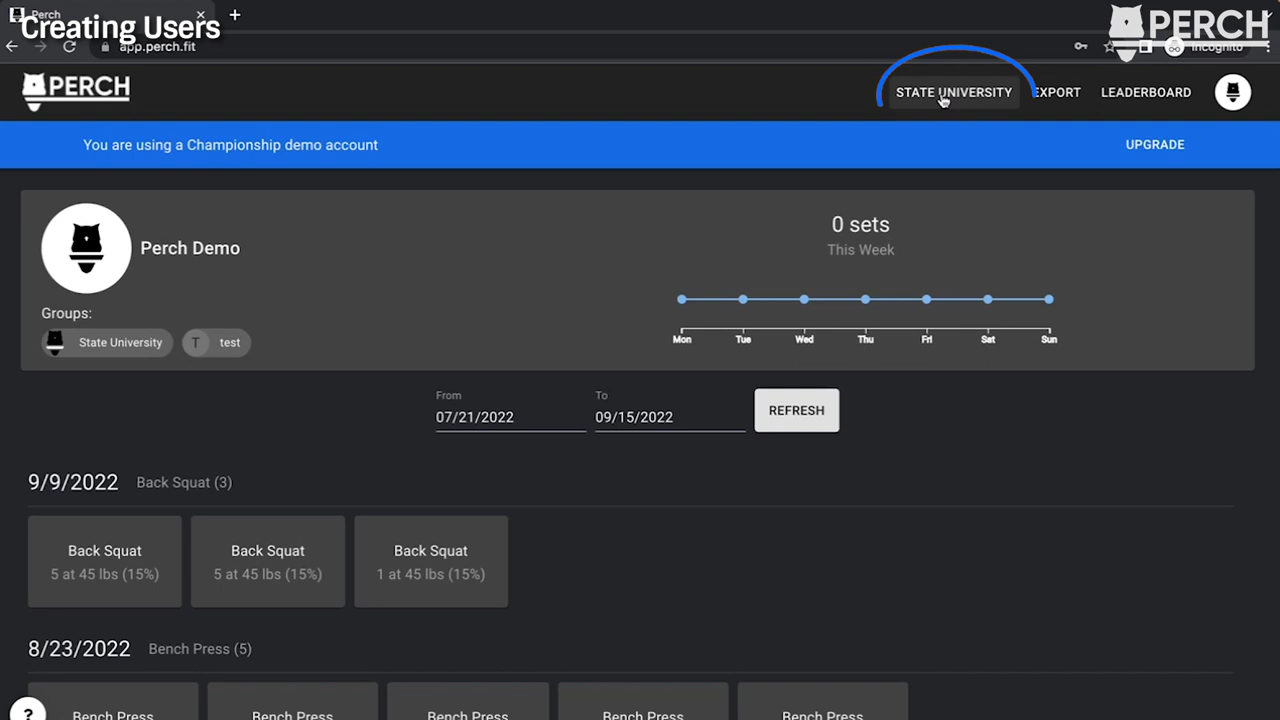 Perch
Creating Users
PERCH
app.perch.fit
Incognito
PERCH
STATE UNIVERSITY
EXPORT
LEADERBOARD
You are using a Championship demo account
UPGRADE
Perch Demo
0 sets
This Week
Groups:
State University
T
test
Mon
Tue
Wed
Thu
Fri
Sat
Sun
From
To
07/21/2022
09/15/2022
REFRESH
9/9/2022 Back Squat (3)
Back Squat
Back Squat
Back Squat
5 at 45 lbs (15%)
5 at 45 lbs (15%)
1 at 45 lbs (15%)
8/23/2022 Bench Press (5)
?
Bench Press
Bench Press
Bench Press
Bench Press
Bench Press